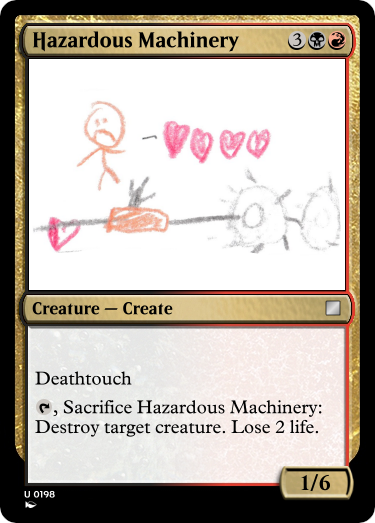 Hazardous Machinery 3
Creature — Create
Deathtouch
, Sacrifice Hazardous Machinery:
Destroy target creature. Lose 2 life.
1/6
U 0198